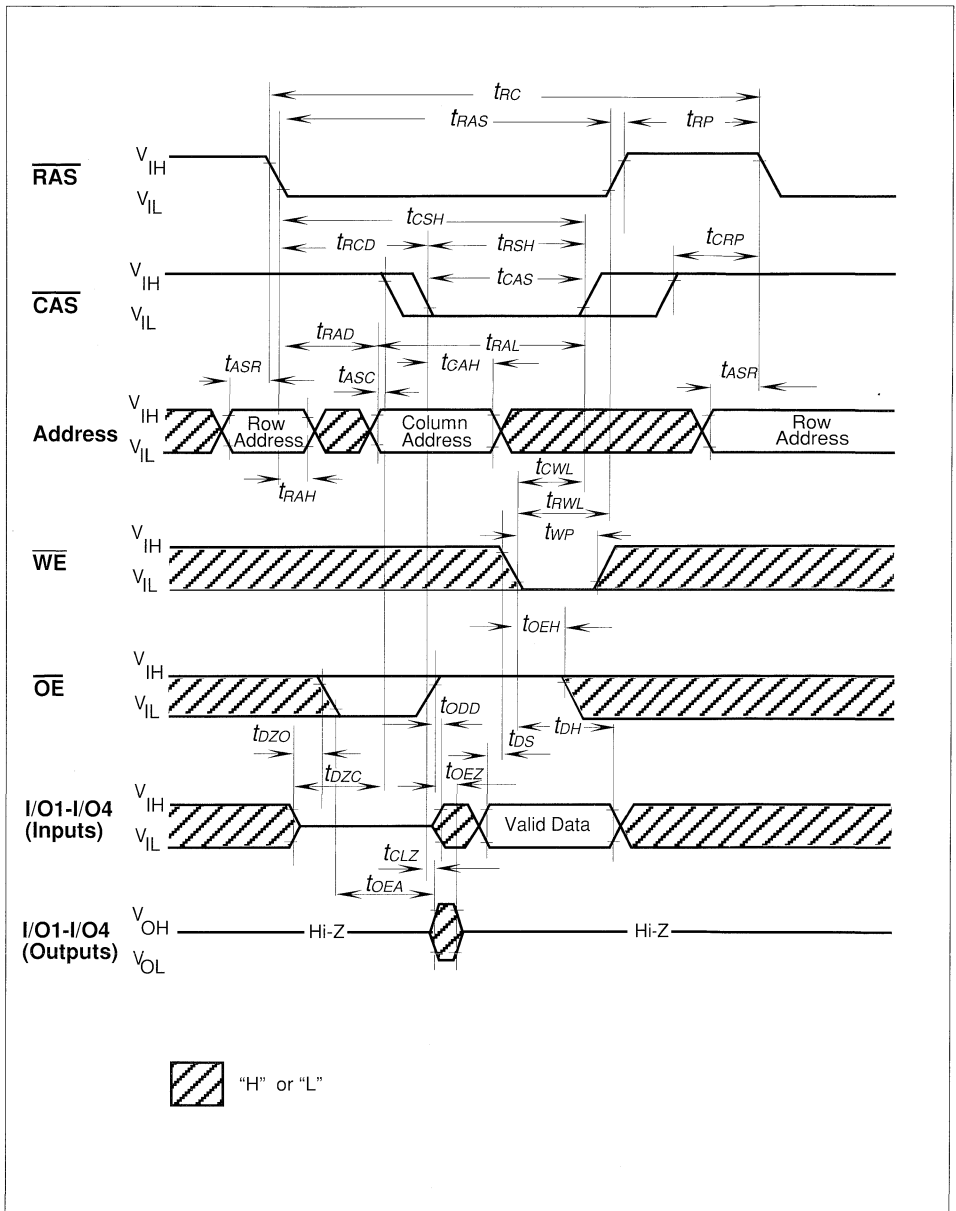 tRC
tRAS
tRP
RAS
VIH
VIL
tCSH
tRCD
tRSH
tCRP
CAS
VIH
VIL
tCAS
tRAD
tRAL
tASR
tASC
tCAH
tASR
Address
VIH
VIL
Row
Address
Column
Address
Row
Address
tRAH
tCWL
tRWL
tWP
WE
VIH
VIL
tOEH
OE
VIH
VIL
tODD
tDZO
tDS
tDH
tDZC
tOEZ
I/O1-I/O4
(Inputs)
VIH
VIL
Valid Data
tCLZ
tOEA
I/O1-I/O4
(Outputs)
VOH
VOL
Hi-Z
Hi-Z
“H” or “L”